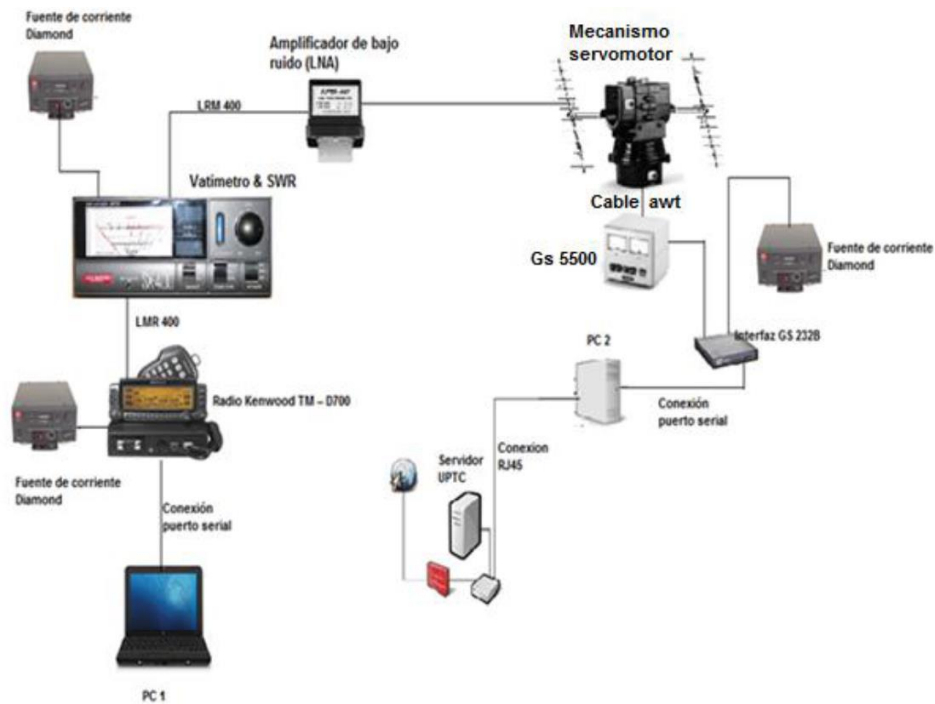 Fuente de corriente
Diamond
Amplificador de bajo
ruido (LNA)
Mecanismo
servomotor
LRM 400
Vatímetro & SWR
Cable awt
Gs 5500
Fuente de corriente
Diamond
LMR 400
Interfaz GS 232B
PC 2
Radio Kenwood TM – D700
Conexión
puerto serial
Fuente de corriente
Diamond
Servidor
UPTC
Conexion
RJ45
Conexión
puerto serial
PC 1